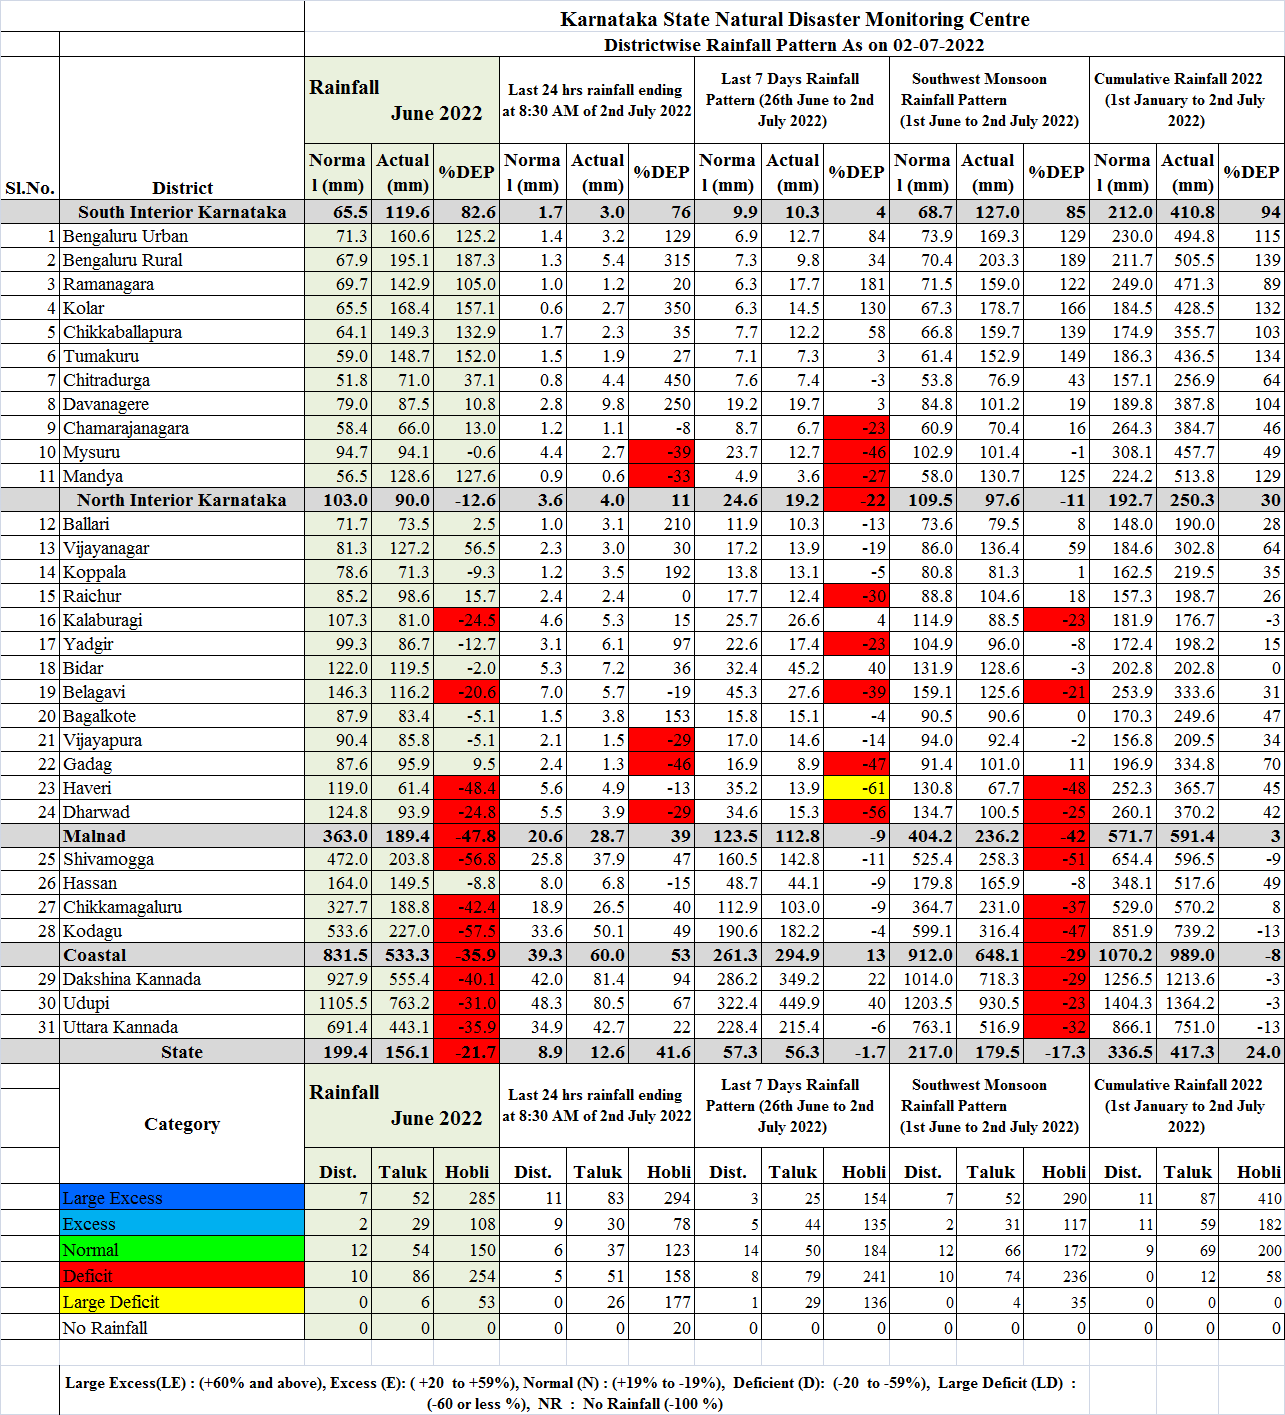 Karnataka State Natural Disaster Monitoring Centre
Districtwise Rainfall Pattern As on 02-07-2022
Rainfall June 2022 Last 24 hrs rainfall ending at 8:30 AM of 2nd July 2022 Last 7 Days Rainfall Pattern (26th June to 2nd July 2022) Southwest Monsoon Rainfall Pattern (1st June to 2nd July 2022) Cumulative Rainfall 2022 (1st January to 2nd July 2022)
Sl.No. District Normal (mm) Actual (mm) %DEP Normal (mm) Actual (mm) %DEP Normal (mm) Actual (mm) %DEP Normal (mm) Actual (mm) %DEP Normal (mm) Actual (mm) %DEP
South Interior Karnataka 65.5 119.6 82.6 1.7 3.0 76 9.9 10.3 4 68.7 127.0 85 212.0 410.8 94
1 Bengaluru Urban 71.3 160.6 125.2 1.4 3.2 129 6.9 12.7 84 73.9 169.3 129 230.0 494.8 115
2 Bengaluru Rural 67.9 195.1 187.3 1.3 5.4 315 7.3 9.8 34 70.4 203.3 189 211.7 505.5 139
3 Ramanagara 69.7 142.9 105.0 1.0 1.2 20 6.3 17.7 181 71.5 159.0 122 249.0 471.3 89
4 Kolar 65.5 168.4 157.1 0.6 2.7 350 6.3 14.5 130 67.3 178.7 166 184.5 428.5 132
5 Chikkaballapura 64.1 149.3 132.9 1.7 2.3 35 7.7 12.2 58 66.8 159.7 139 174.9 355.7 103
6 Tumakuru 59.0 148.7 152.0 1.5 1.9 27 7.1 7.3 3 61.4 152.9 149 186.3 436.5 134
7 Chitradurga 51.8 71.0 37.1 0.8 4.4 450 7.6 7.4 -3 53.8 76.9 43 157.1 256.9 64
8 Davanagere 79.0 87.5 10.8 2.8 9.8 250 19.2 19.7 3 84.8 101.2 19 189.8 387.8 104
9 Chamarajanagara 58.4 66.0 13.0 1.2 1.1 -8 8.7 6.7 -23 60.9 70.4 16 264.3 384.7 46
10 Mysuru 94.7 94.1 -0.6 4.4 2.7 -39 23.7 12.7 -46 102.9 101.4 -1 308.1 457.7 49
11 Mandya 56.5 128.6 127.6 0.9 0.6 -33 4.9 3.6 -27 58.0 130.7 125 224.2 513.8 129
North Interior Karnataka 103.0 90.0 -12.6 3.6 4.0 11 24.6 19.2 -22 109.5 97.6 -11 192.7 250.3 30
12 Ballari 71.7 73.5 2.5 1.0 3.1 210 11.9 10.3 -13 73.6 79.5 8 148.0 190.0 28
13 Vijayanagar 81.3 127.2 56.5 2.3 3.0 30 17.2 13.9 -19 86.0 136.4 59 184.6 302.8 64
14 Koppala 78.6 71.3 -9.3 1.2 3.5 192 13.8 13.1 -5 80.8 81.3 1 162.5 219.5 35
15 Raichur 85.2 98.6 15.7 2.4 2.4 0 17.7 12.4 -30 88.8 104.6 18 157.3 198.7 26
16 Kalaburagi 107.3 81.0 -24.5 4.6 5.3 15 25.7 26.6 4 114.9 88.5 -23 181.9 176.7 -3
17 Yadgir 99.3 86.7 -12.7 3.1 6.1 97 22.6 17.4 -23 104.9 96.0 -8 172.4 198.2 15
18 Bidar 122.0 119.5 -2.0 5.3 7.2 36 32.4 45.2 40 131.9 128.6 -3 202.8 202.8 0
19 Belagavi 146.3 116.2 -20.6 7.0 5.7 -19 45.3 27.6 -39 159.1 125.6 -21 253.9 333.6 31
20 Bagalkote 87.9 83.4 -5.1 1.5 3.8 153 15.8 15.1 -4 90.5 90.6 0 170.3 249.6 47
21 Vijayapura 90.4 85.8 -5.1 2.1 1.5 -29 17.0 14.6 -14 94.0 92.4 -2 156.8 209.5 34
22 Gadag 87.6 95.9 9.5 2.4 1.3 -46 16.9 8.9 -47 91.4 101.0 11 196.9 334.8 70
23 Haveri 119.0 61.4 -48.4 5.6 4.9 -13 35.2 13.9 -61 130.8 67.7 -48 252.3 365.7 45
24 Dharwad 124.8 93.9 -24.8 5.5 3.9 -29 34.6 15.3 -56 134.7 100.5 -25 260.1 370.2 42
Malnad 363.0 189.4 -47.8 20.6 28.7 39 123.5 112.8 -9 404.2 236.2 -42 571.7 591.4 3
25 Shivamogga 472.0 203.8 -56.8 25.8 37.9 47 160.5 142.8 -11 525.4 258.3 -51 654.4 596.5 -9
26 Hassan 164.0 149.5 -8.8 8.0 6.8 -15 48.7 44.1 -9 179.8 165.9 -8 348.1 517.6 49
27 Chikkamagaluru 327.7 188.8 -42.4 18.9 26.5 40 112.9 103.0 -9 364.7 231.0 -37 529.0 570.2 8
28 Kodagu 533.6 227.0 -57.5 33.6 50.1 49 190.6 182.2 -4 599.1 316.4 -47 851.9 739.2 -13
Coastal 831.5 533.3 -35.9 39.3 60.0 53 261.3 294.9 13 912.0 648.1 -29 1070.2 989.0 -8
29 Dakshina Kannada 927.9 555.4 -40.1 42.0 81.4 94 286.2 349.2 22 1014.0 718.3 -29 1256.5 1213.6 -3
30 Udupi 1105.5 763.2 -31.0 48.3 80.5 67 322.4 449.9 40 1203.5 930.5 -23 1404.3 1364.2 -3
31 Uttara Kannada 691.4 443.1 -35.9 34.9 42.7 22 228.4 215.4 -6 763.1 516.9 -32 866.1 751.0 -13
State 199.4 156.1 -21.7 8.9 12.6 41.6 57.3 56.3 -1.7 217.0 179.5 -17.3 336.5 417.3 24.0
Category Rainfall June 2022 Last 24 hrs rainfall ending at 8:30 AM of 2nd July 2022 Last 7 Days Rainfall Pattern (26th June to 2nd July 2022) Southwest Monsoon Rainfall Pattern (1st June to 2nd July 2022) Cumulative Rainfall 2022 (1st January to 2nd July 2022)
Dist. Taluk Hobli Dist. Taluk Hobli Dist. Taluk Hobli Dist. Taluk Hobli Dist. Taluk Hobli
Large Excess 7 52 285 11 83 294 3 25 154 7 52 290 11 87 410
Excess 2 29 108 9 30 78 5 44 135 2 31 117 11 59 182
Normal 12 54 150 6 37 123 14 50 184 12 66 172 9 69 200
Deficit 10 86 254 5 51 158 8 79 241 10 74 236 0 12 58
Large Deficit 0 6 53 0 26 177 1 29 136 0 4 35 0 0 0
No Rainfall 0 0 0 0 0 20 0 0 0 0 0 0 0 0 0
Large Excess(LE) : (+60% and above), Excess (E): ( +20 to +59%), Normal (N) : (+19% to -19%), Deficient (D): (-20 to -59%), Large Deficit (LD) :
(-60 or less %), NR : No Rainfall (-100 %)